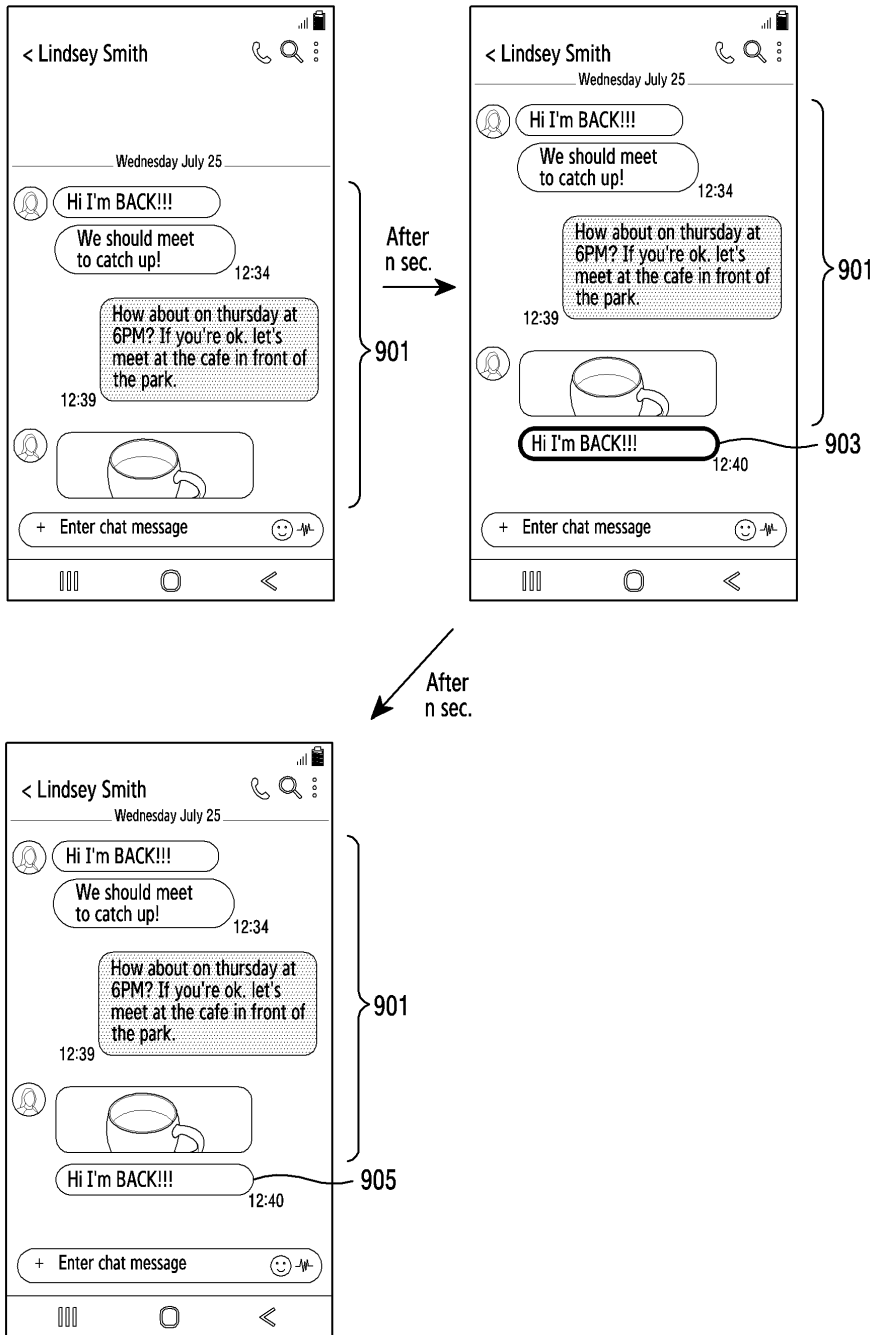 < Lindsey Smith
Wednesday July 25
Hi I'm BACK!!!
We should meet
to catch up!
12:34
How about on thursday at
6PM? If you're ok. let's
meet at the cafe in front of
the park.
12:39
+ Enter chat message
901
After
n sec.
< Lindsey Smith
Wednesday July 25
Hi I'm BACK!!!
We should meet
to catch up!
12:34
How about on thursday at
6PM? If you're ok. let's
meet at the cafe in front of
the park.
12:39
Hi I'm BACK!!!
12:40
+ Enter chat message
901
903
After
n sec.
< Lindsey Smith
Wednesday July 25
Hi I'm BACK!!!
We should meet
to catch up!
12:34
How about on thursday at
6PM? If you're ok. let's
meet at the cafe in front of
the park.
12:39
Hi I'm BACK!!!
12:40
+ Enter chat message
901
905